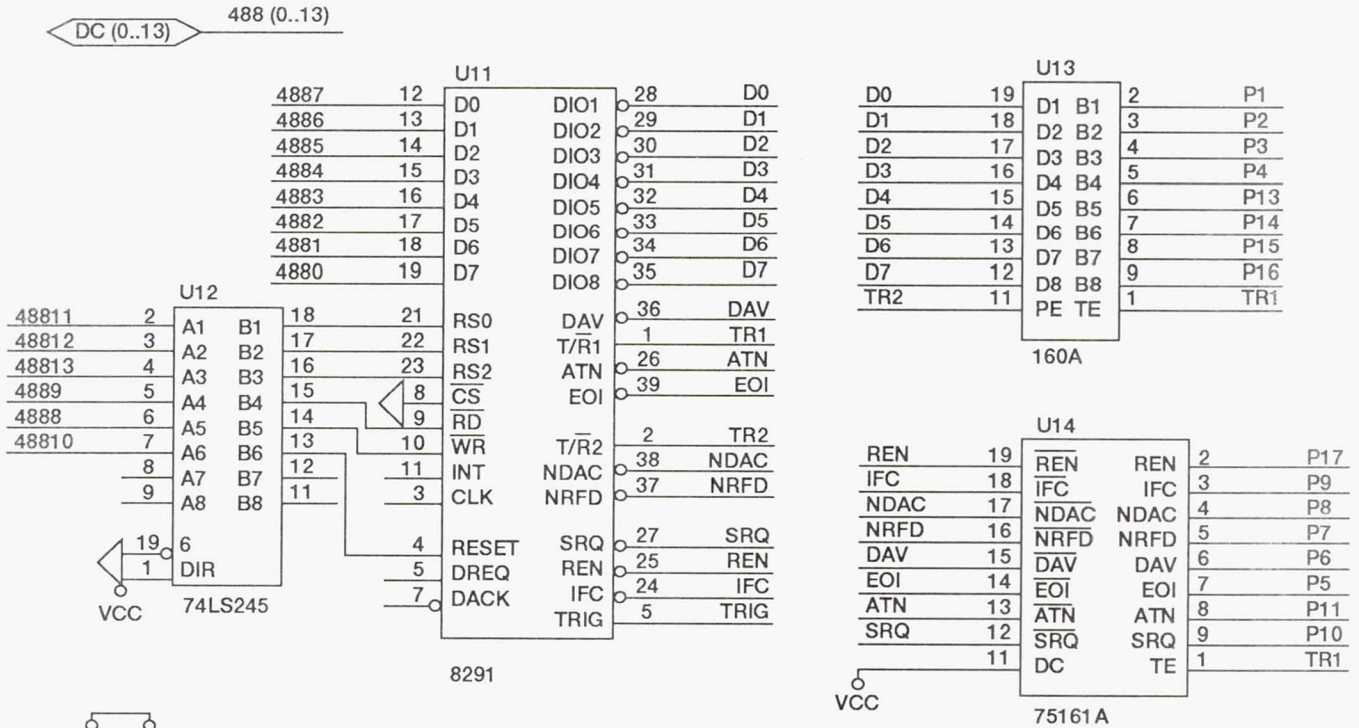 DC (0..13) 488 (0..13)
U11
4887 12 D0 DIO1 28 D0
4886 13 D1 DIO2 29 D1
4885 14 D2 DIO3 30 D2
4884 15 D3 DIO4 31 D3
4883 16 D4 DIO5 32 D4
4882 17 D5 DIO6 33 D5
4881 18 D6 DIO7 34 D6
4880 19 D7 DIO8 35 D7
21 RS0 DAV 36 DAV
22 RS1 T/R1 1 TR1
23 RS2 ATN 26 ATN
8 CS EOI 39 EOI
9 RD
10 WR T/R2 2 TR2
11 INT NDAC 38 NDAC
3 CLK NRFD 37 NRFD
4 RESET SRQ 27 SRQ
5 DREQ REN 25 REN
7 DACK IFC 24 IFC
TRIG 5 TRIG
8291
U12
48811 2 A1 B1 18
48812 3 A2 B2 17
48813 4 A3 B3 16
4889 5 A4 B4 15
4888 6 A5 B5 14
48810 7 A6 B6 13
8 A7 B7 12
9 A8 B8 11
19 6
1 DIR
VCC
74LS245
U13
D0 19 D1 B1 2 P1
D1 18 D2 B2 3 P2
D2 17 D3 B3 4 P3
D3 16 D4 B4 5 P4
D4 15 D5 B5 6 P13
D5 14 D6 B6 7 P14
D6 13 D7 B7 8 P15
D7 12 D8 B8 9 P16
TR2 11 PE TE 1 TR1
160A
U14
REN 19 REN REN 2 P17
IFC 18 IFC IFC 3 P9
NDAC 17 NDAC NDAC 4 P8
NRFD 16 NRFD NRFD 5 P7
DAV 15 DAV DAV 6 P6
EOI 14 EOI EOI 7 P5
ATN 13 ATN ATN 8 P11
SRQ 12 SRQ SRQ 9 P10
11 DC TE 1 TR1
VCC
75161A